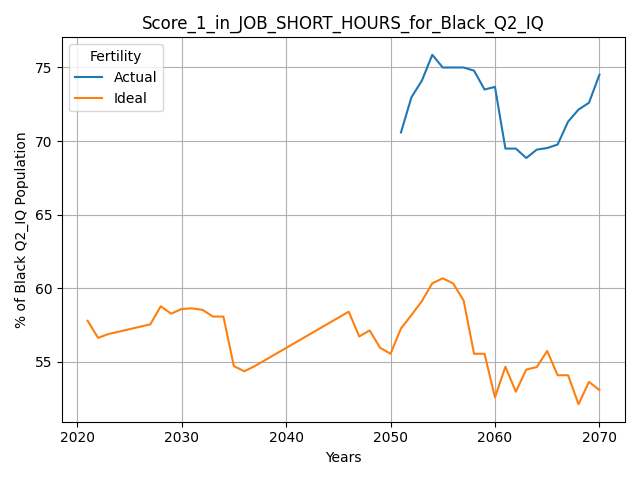 Score_1_in_JOB_SHORT_HOURS_for_Black_Q2_IQ
Fertility
Actual
Ideal
% of Black Q2_IQ Population
75
70
65
60
55
2020 2030 2040 2050 2060 2070
Years